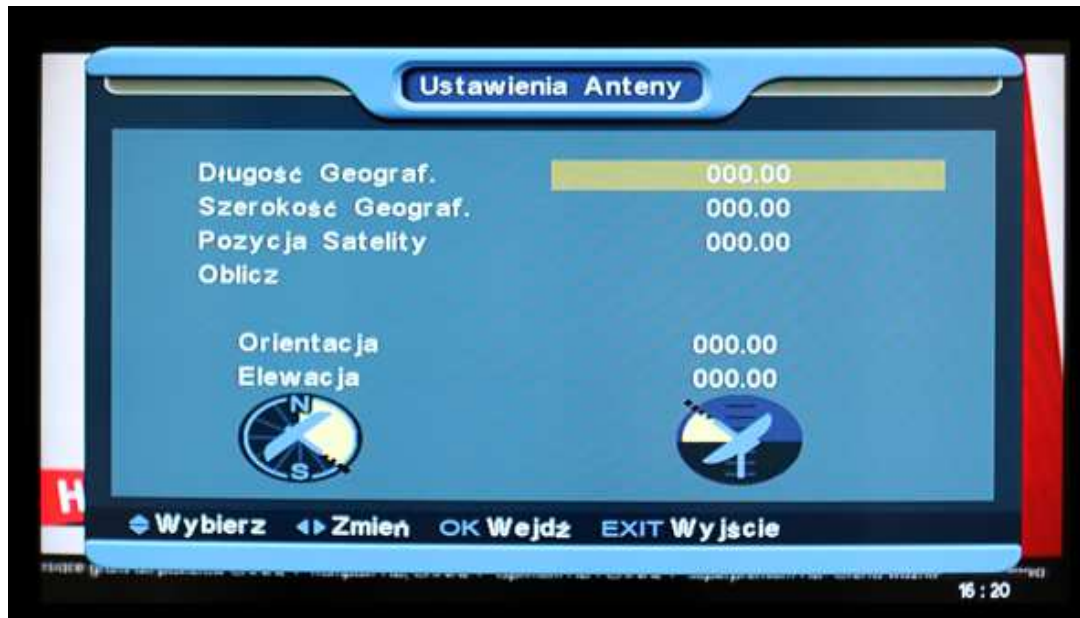 Ustawienia Anteny
Długość Geograf. 000.00
Szerokość Geograf. 000.00
Pozycja Satelity 000.00
Oblicz
Orientacja 000.00
Elewacja 000.00
N
S
H
Wybierz Zmień OK Wejdź EXIT Wyjście
16:20